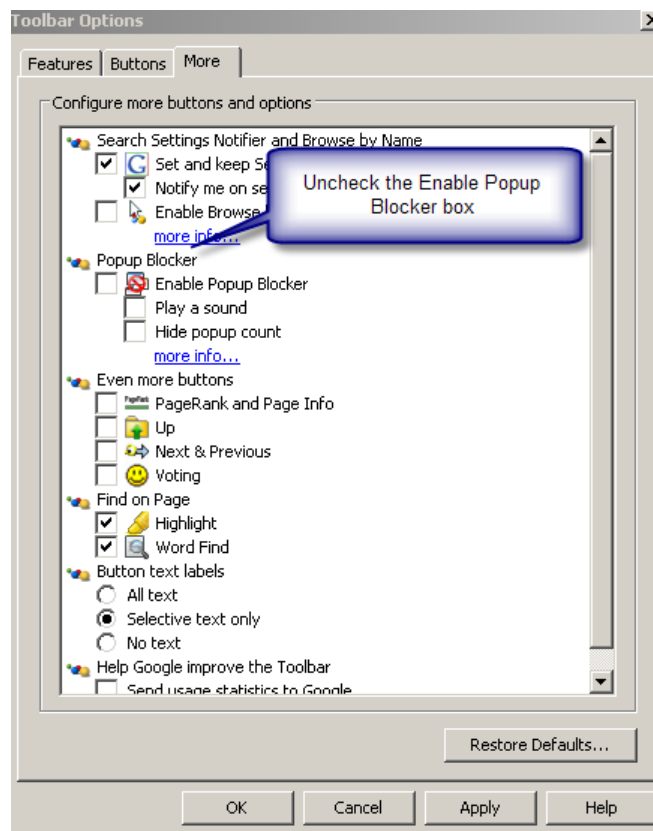 Toolbar Options
Features Buttons More
Configure more buttons and options
Search Settings Notifier and Browse by Name
Set and keep Se
Notify me on se
Enable Browse
more info...
Uncheck the Enable Popup
Blocker box
Popup Blocker
Enable Popup Blocker
Play a sound
Hide popup count
more info...
Even more buttons
PageRank
PageRank and Page Info
Up
Next & Previous
Voting
Find on Page
Highlight
Word Find
Button text labels
All text
Selective text only
No text
Help Google improve the Toolbar
Send usage statistics to Google
Restore Defaults...
OK Cancel Apply Help